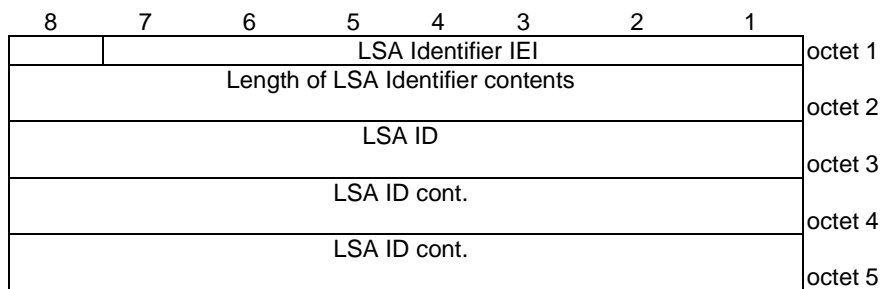 8 7 6 5 4 3 2 1
LSA Identifier IEI octet 1
Length of LSA Identifier contents
octet 2
LSA ID
octet 3
LSA ID cont.
octet 4
LSA ID cont.
octet 5